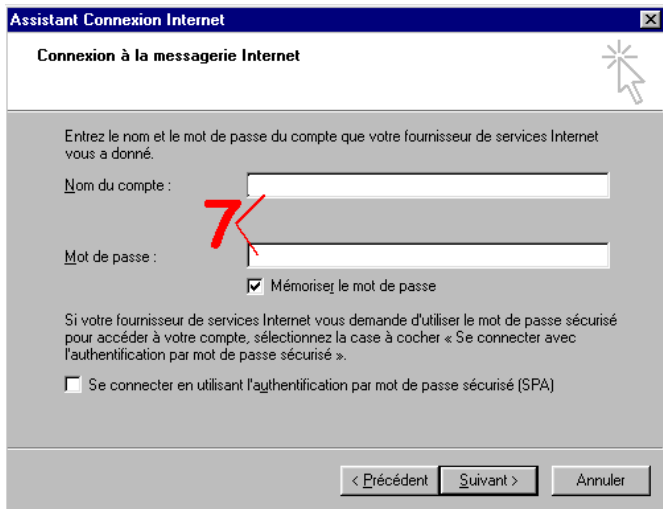 Assistant Connexion Internet
Connexion à la messagerie Internet
Entrez le nom et le mot de passe du compte que votre fournisseur de services Internet
vous a donné.
Nom du compte :
7
Mot de passe :
Mémoriser le mot de passe
Si votre fournisseur de services Internet vous demande d'utiliser le mot de passe sécurisé
pour accéder à votre compte, sélectionnez la case à cocher « Se connecter avec
l'authentification par mot de passe sécurisé ».
Se connecter en utilisant l'authentification par mot de passe sécurisé (SPA)
< Précédent Suivant > Annuler